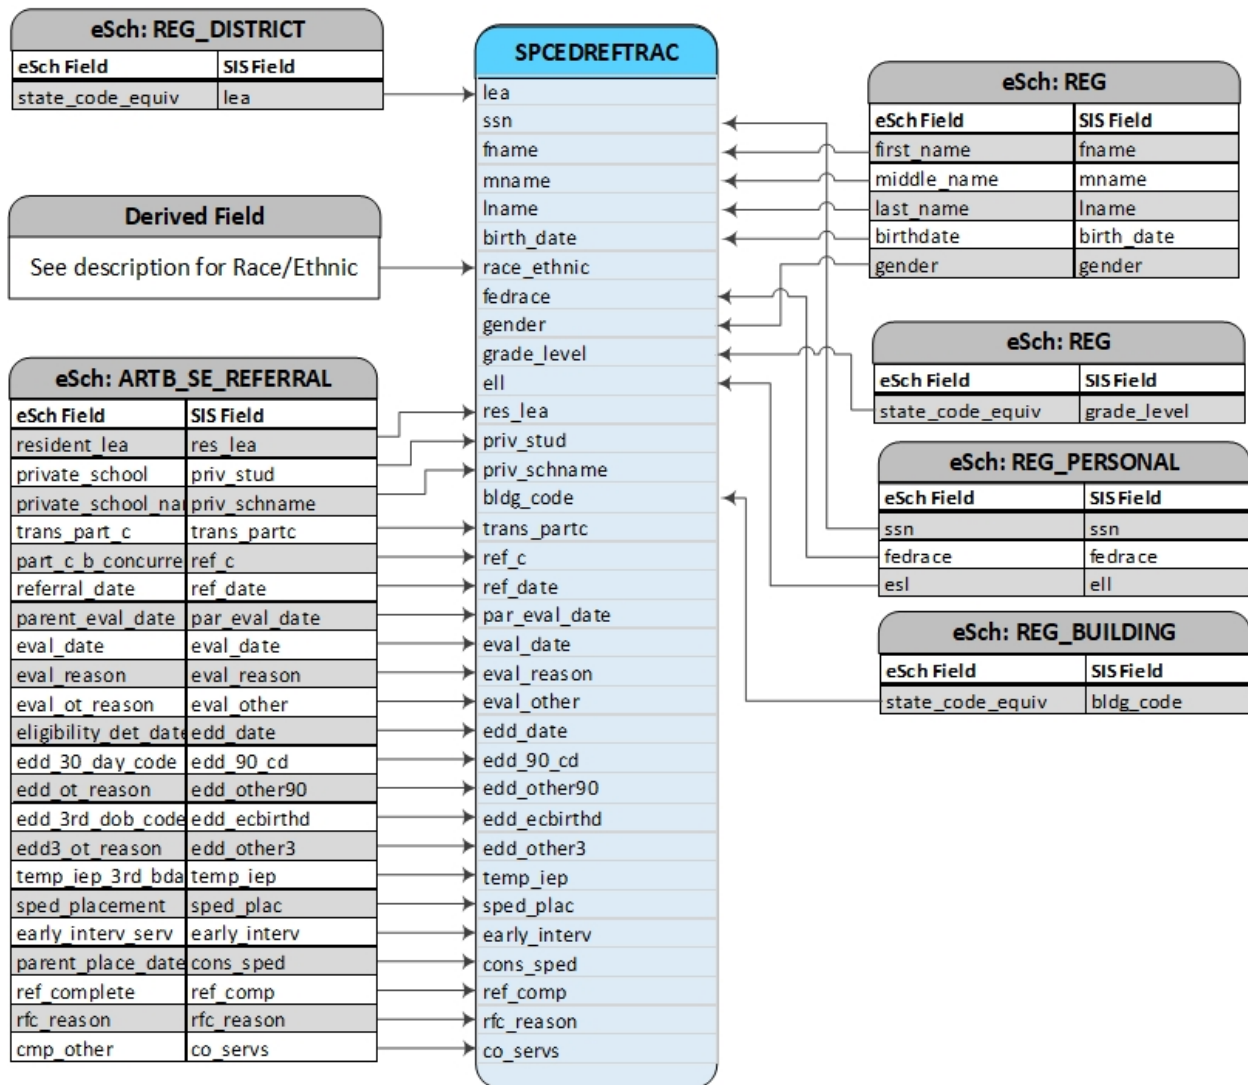 eSch: REG_DISTRICT
eSch Field SIS Field
state_code_equiv lea
Derived Field
See description for Race/Ethnic
eSch: ARTB_SE_REFERRAL
eSch Field SIS Field
resident_lea res_lea
private_school priv_stud
private_school_nar priv_schname
trans_part_c trans_partc
part_c_b_concurre ref_c
referral_date ref_date
parent_eval_date par_eval_date
eval_date eval_date
eval_reason eval_reason
eval_ot_reason eval_other
eligibility_det_date edd_date
edd_30_day_code edd_90_cd
edd_ot_reason edd_other90
edd_3rd_dob_code edd_ecbirthd
edd3_ot_reason edd_other3
temp_iep_3rd_bda temp_iep
sped_placement sped_plac
early_interv_serv early_interv
parent_place_date cons_sped
ref_complete ref_comp
rfc_reason rfc_reason
cmp_other co_servs
SPCEDREFTRAC
lea
ssn
fname
mname
lname
birth_date
race_ethnic
fedrace
gender
grade_level
ell
res_lea
priv_stud
priv_schname
bldg_code
trans_partc
ref_c
ref_date
par_eval_date
eval_date
eval_reason
eval_other
edd_date
edd_90_cd
edd_other90
edd_ecbirthd
edd_other3
temp_iep
sped_plac
early_interv
cons_sped
ref_comp
rfc_reason
co_servs
eSch: REG
eSch Field SIS Field
first_name fname
middle_name mname
last_name lname
birthdate birth_date
gender gender
eSch: REG
eSch Field SIS Field
state_code_equiv grade_level
eSch: REG_PERSONAL
eSch Field SIS Field
ssn ssn
fedrace fedrace
esl ell
eSch: REG_BUILDING
eSch Field SIS Field
state_code_equiv bldg_code